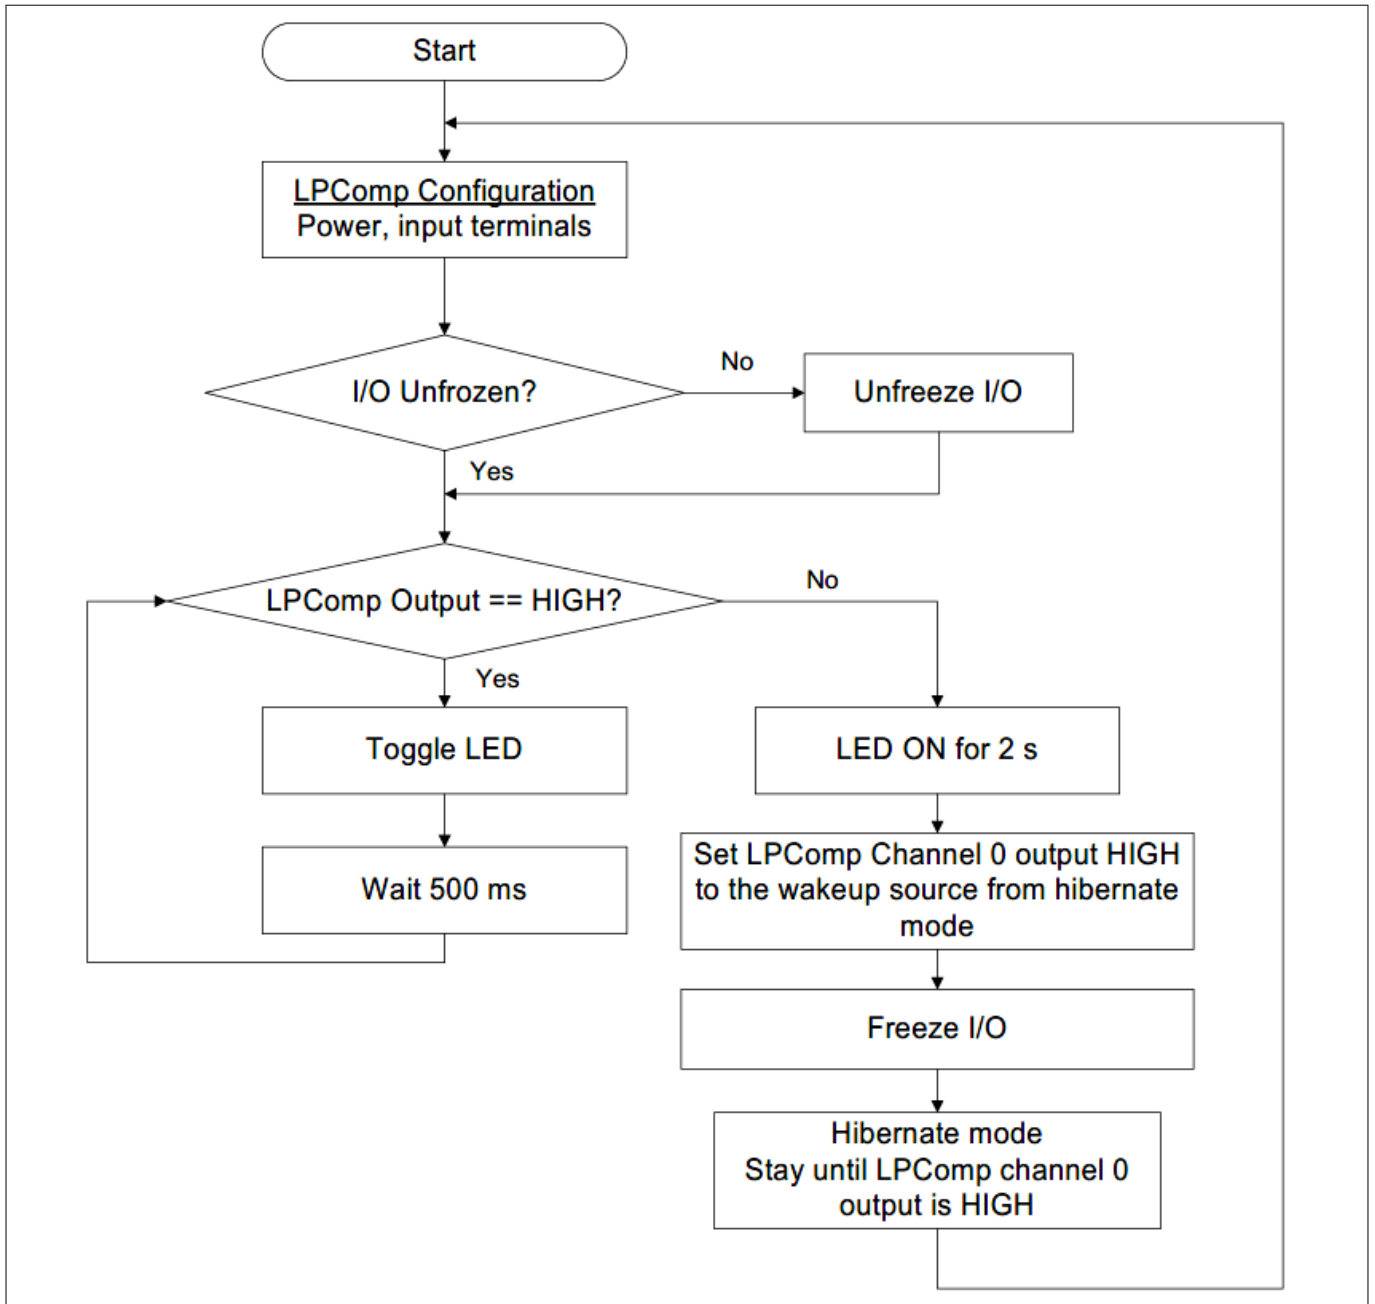 Start
LPComp Configuration
Power, input terminals
I/O Unfrozen?
No
Unfreeze I/O
Yes
LPComp Output == HIGH?
No
Yes
Toggle LED
LED ON for 2 s
Wait 500 ms
Set LPComp Channel 0 output HIGH
to the wakeup source from hibernate
mode
Freeze I/O
Hibernate mode
Stay until LPComp channel 0
output is HIGH